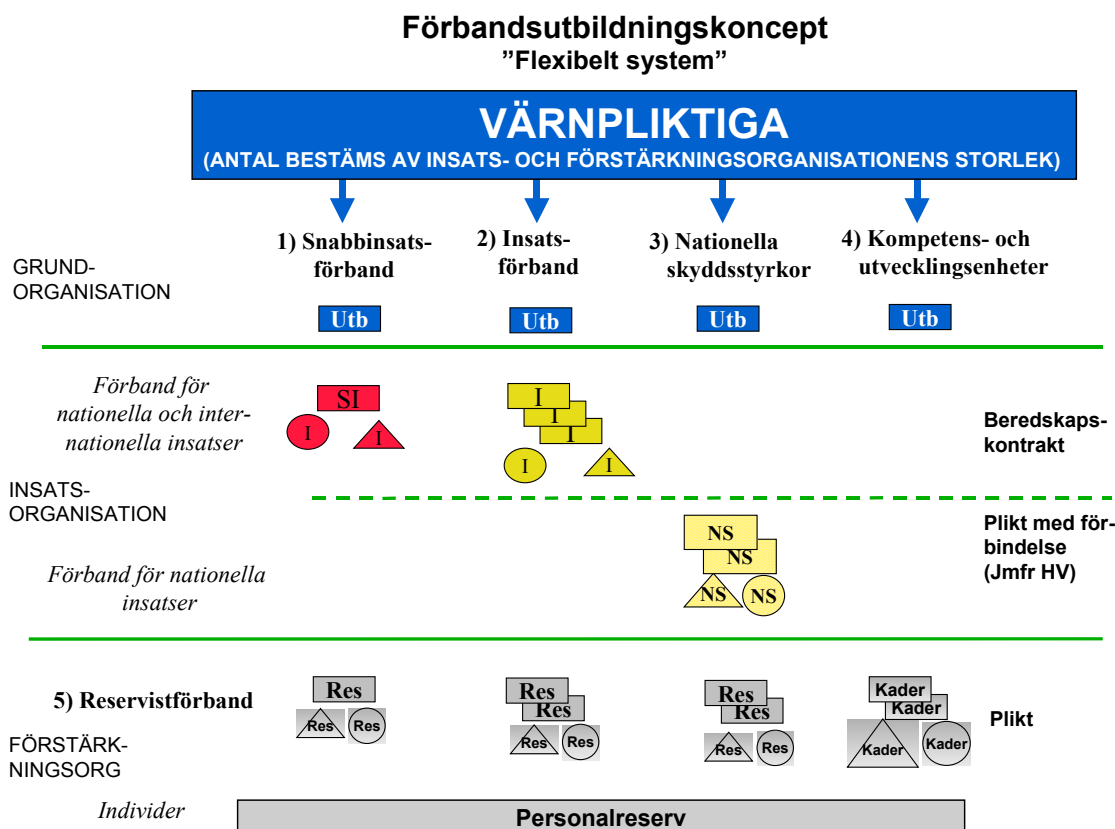 Förbandsutbildningskoncept
”Flexibelt system”
VÄRNPLIKTIGA
(ANTAL BESTÄMS AV INSATS- OCH FÖRSTÄRKNINGSORGANISATIONENS STORLEK)
GRUND-
ORGANISATION
1) Snabbinsats-
förband
2) Insats-
förband
3) Nationella
skyddsstyrkor
4) Kompetens- och
utvecklingsenheter
Utb
Utb
Utb
Utb
Förband för
nationella och inter-
nationella insatser
SI
I
I
I
I
I
I
I
Beredskaps-
kontrakt
INSATS-
ORGANISATION
Förband för nationella
insatser
NS
NS
NS
NS
Plikt med för-
bindelse
(Jmfr HV)
5) Reservistförband
Res
Res
Res
Res
Res
Res
Res
Res
Res
Res
Res
Kader
Kader
Kader
Kader
Plikt
FÖRSTÄRK-
NINGSORG
Individer
Personalreserv